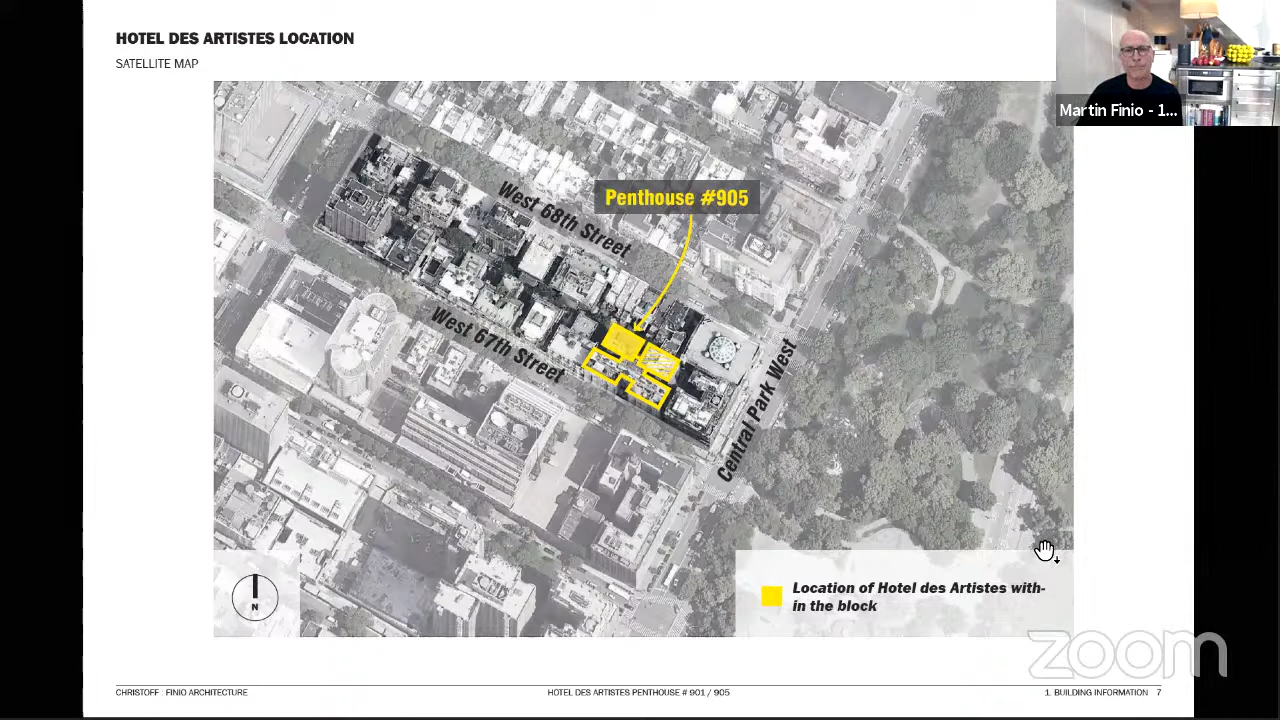 HOTEL DES ARTISTES LOCATION
SATELLITE MAP
Martin Finio - 1...
Penthouse #905
West 68th Street
West 67th Street
Central Park West
N
Location of Hotel des Artistes with-
in the block
zoom
CHRISTOFF : FINIO ARCHITECTURE
HOTEL DES ARTISTES PENTHOUSE # 901 / 905
1. BUILDING INFORMATION 7